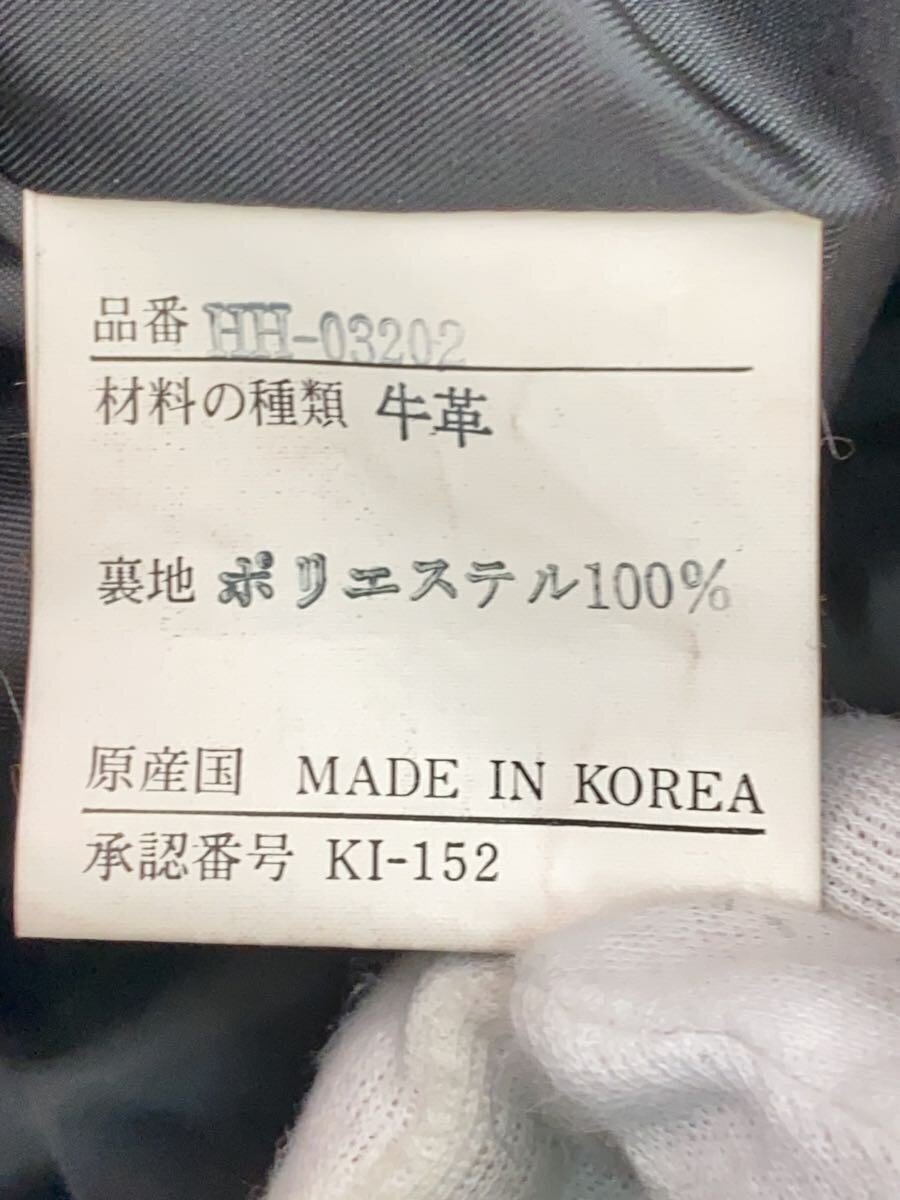 品番 HH-03202
材料の種類 牛革
裏地 ポリエステル100%
原産国 MADE IN KOREA
承認番号 KI-152